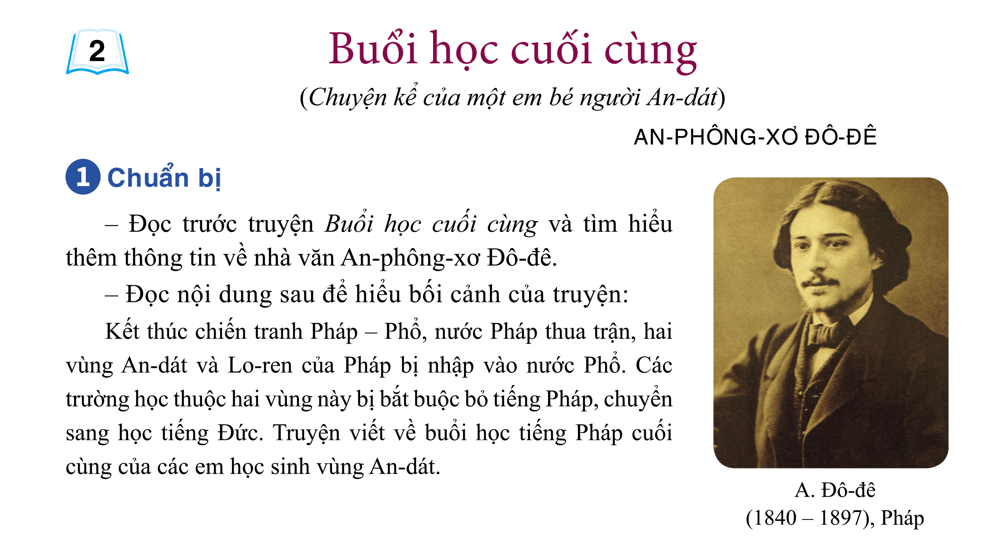 2
Buổi học cuối cùng
(Chuyện kể của một em bé người An-dát)
AN-PHÔNG-XƠ ĐÔ-ĐÊ
1 Chuẩn bị
– Đọc trước truyện Buổi học cuối cùng và tìm hiểu
thêm thông tin về nhà văn An-phông-xơ Đô-đê.
– Đọc nội dung sau để hiểu bối cảnh của truyện:
Kết thúc chiến tranh Pháp – Phổ, nước Pháp thua trận, hai
vùng An-dát và Lo-ren của Pháp bị nhập vào nước Phổ. Các
trường học thuộc hai vùng này bị bắt buộc bỏ tiếng Pháp, chuyển
sang học tiếng Đức. Truyện viết về buổi học tiếng Pháp cuối
cùng của các em học sinh vùng An-dát.
A. Đô-đê
(1840 – 1897), Pháp